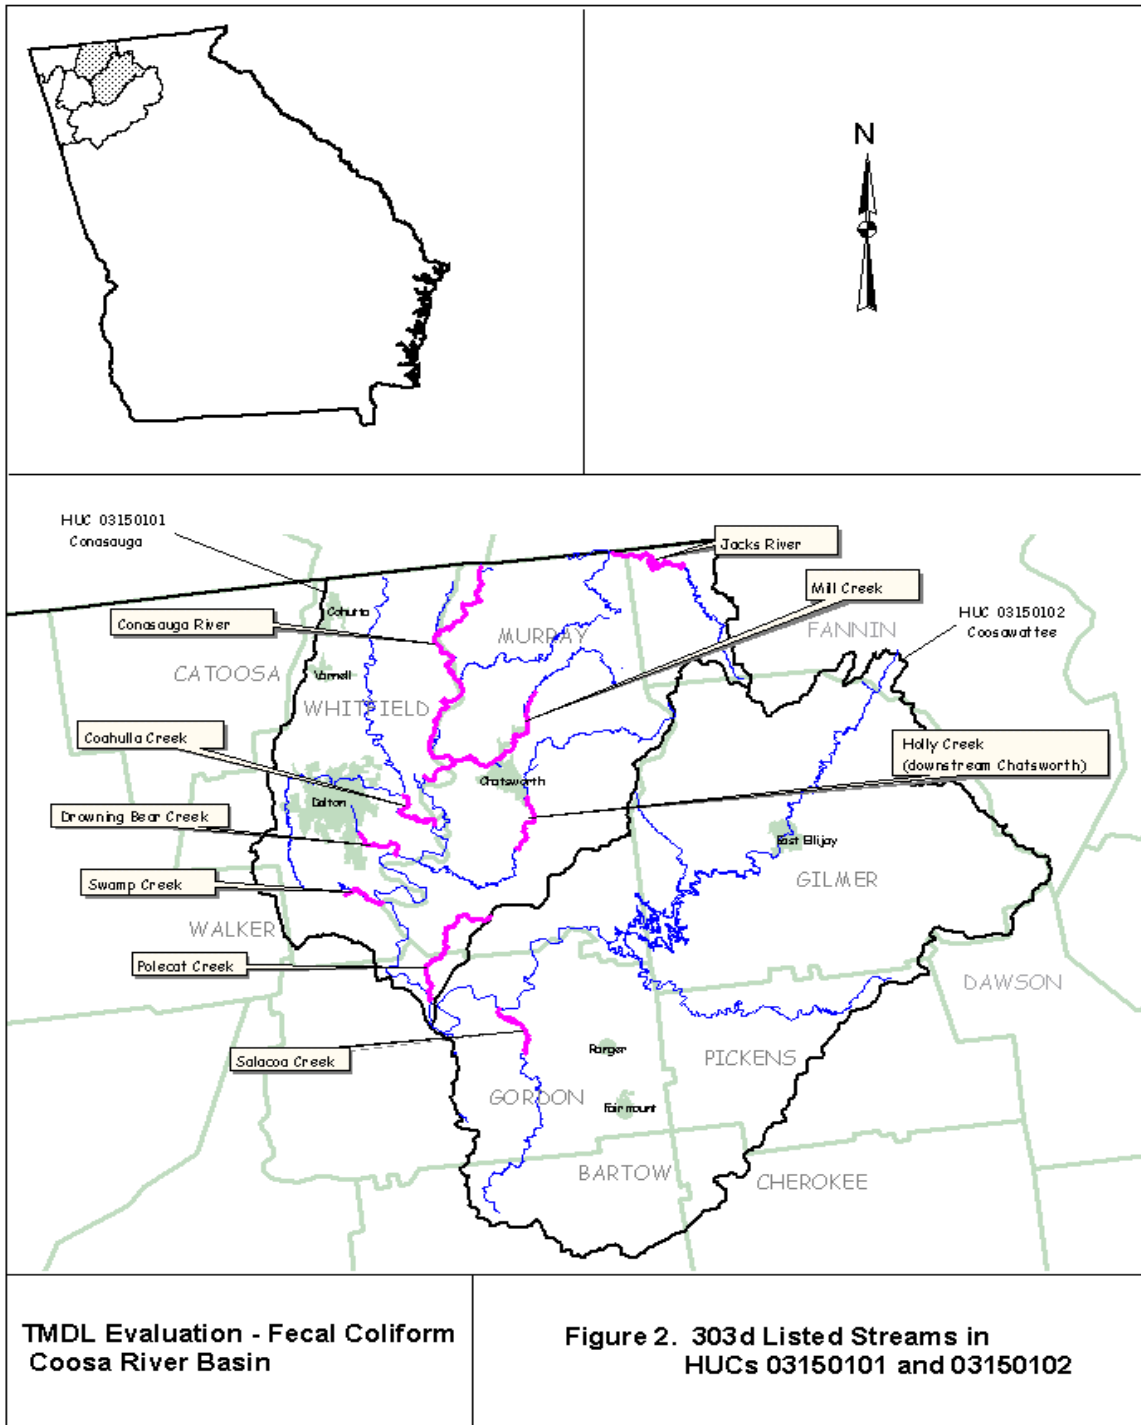 N
HUC 03150101
Conasauga
Jacks River
Mill Creek
HUC 03150102
Coosawattee
Cohutta
Conasauga River
MURRAY
FANNIN
CATOOSA
Varnell
WHITFIELD
Coahulla Creek
Holly Creek
(downstream Chatsworth)
Chatsworth
Dalton
Drowning Bear Creek
East Ellijay
Swamp Creek
GILMER
WALKER
Polecat Creek
DAWSON
Salacoa Creek
Ranger
PICKENS
GORDON
Fairmount
BARTOW
CHEROKEE
TMDL Evaluation - Fecal Coliform
Coosa River Basin
Figure 2. 303d Listed Streams in
HUCs 03150101 and 03150102